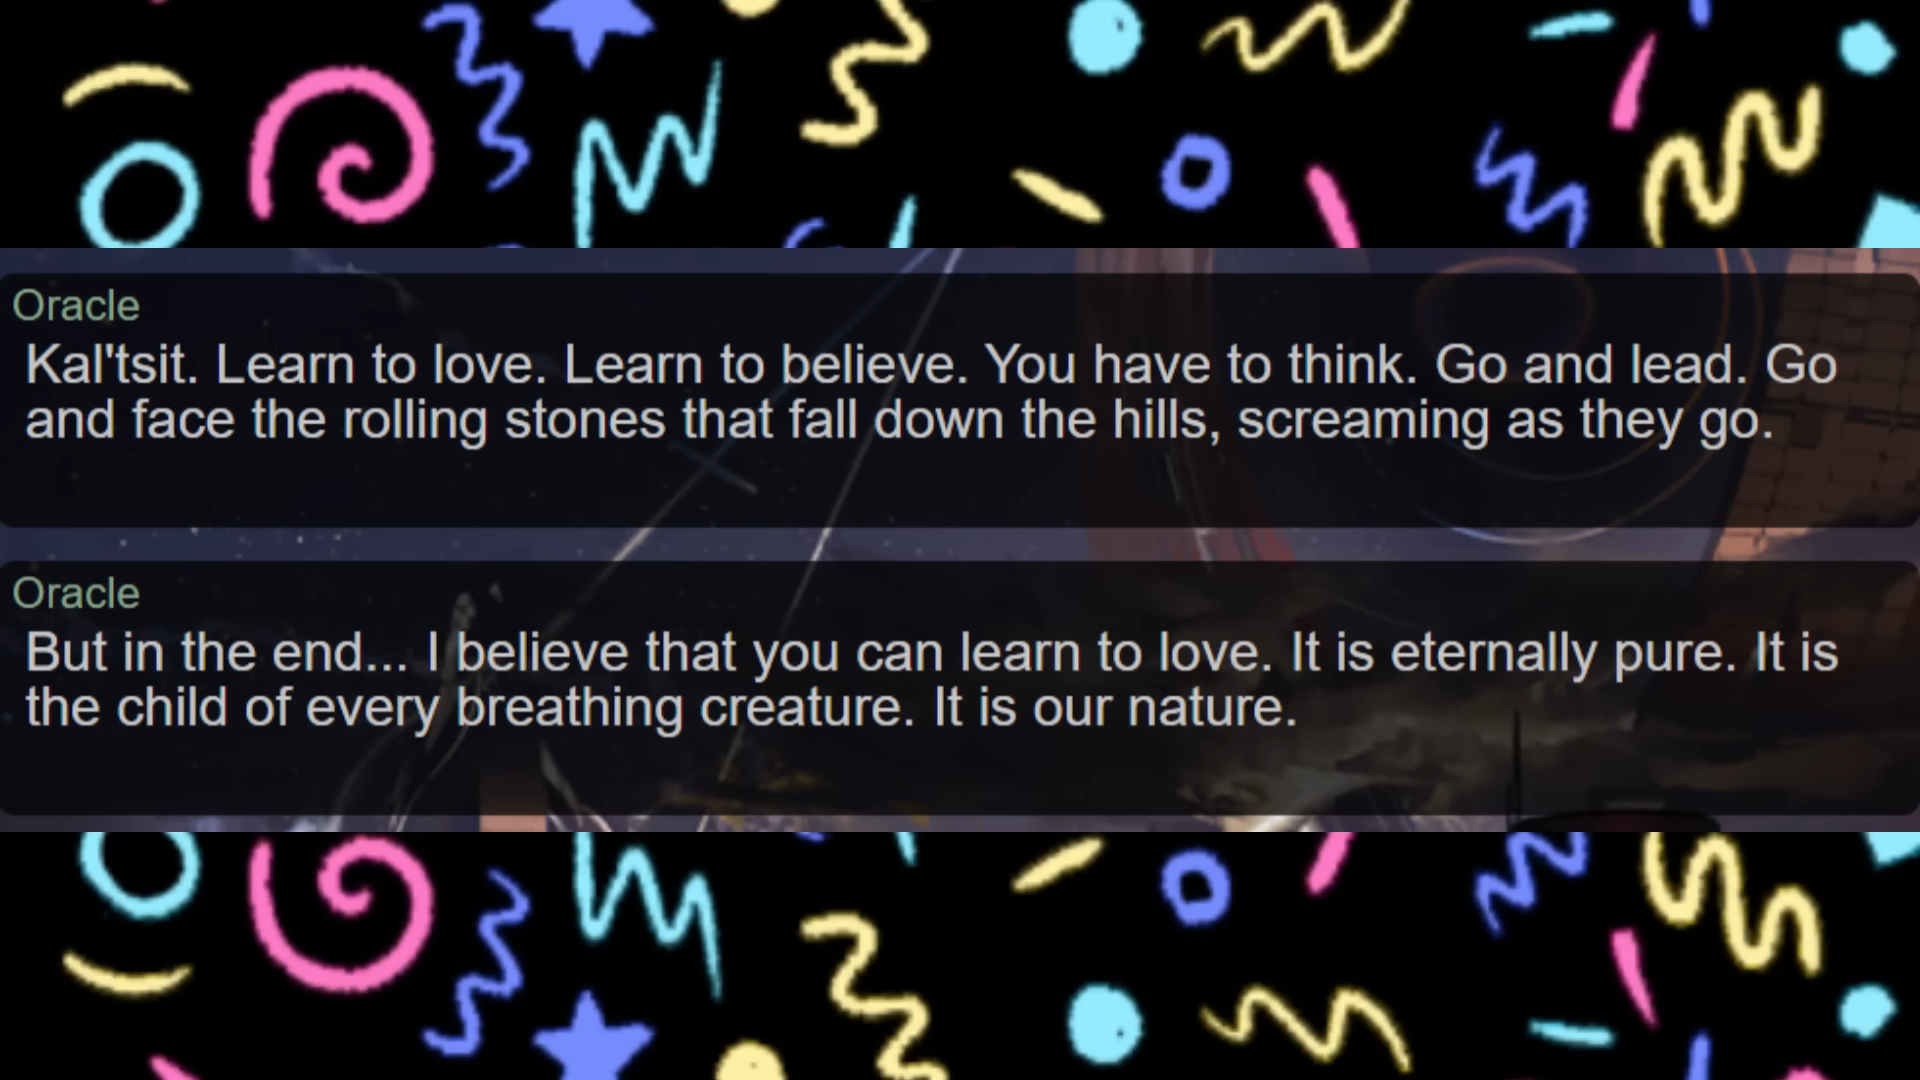 Oracle
Kal'tsit. Learn to love. Learn to believe. You have to think. Go and lead. Go
and face the rolling stones that fall down the hills, screaming as they go.
Oracle
But in the end... I believe that you can learn to love. It is eternally pure. It is
the child of every breathing creature. It is our nature.